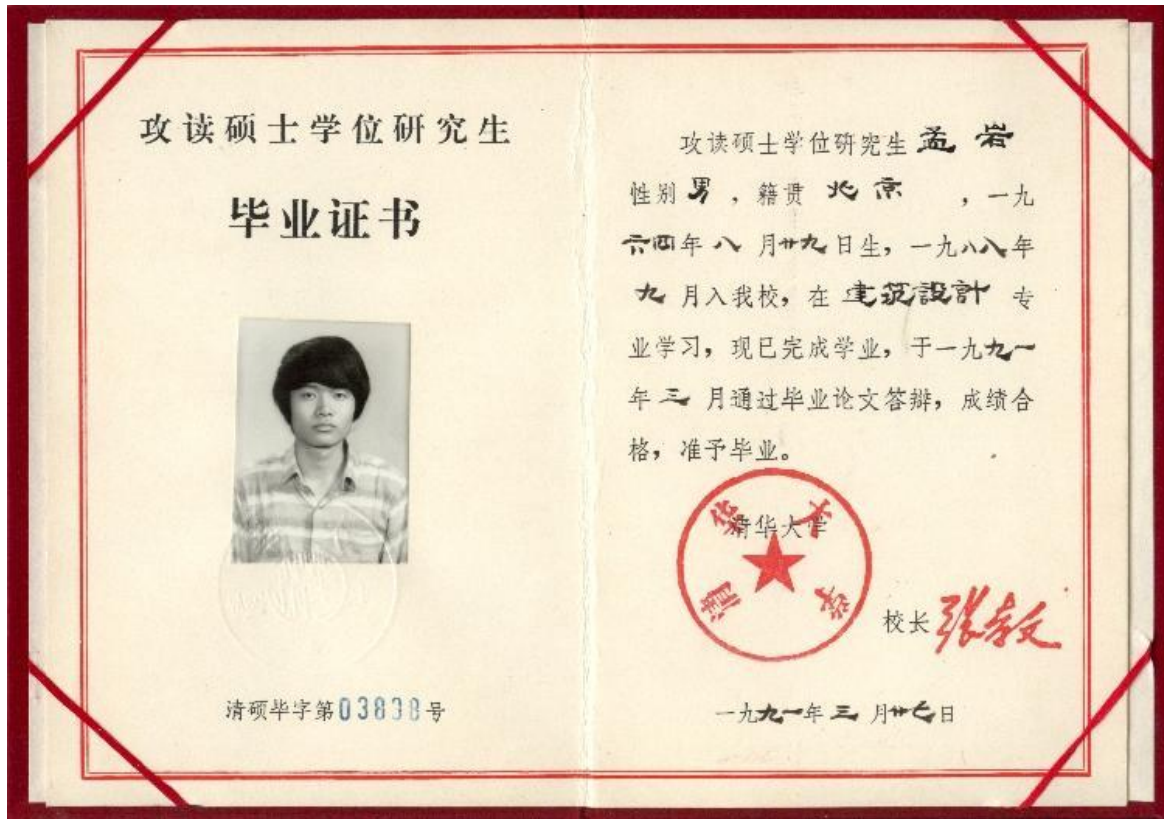 攻读硕士学位研究生
毕业证书
清硕毕字第03838号
攻读硕士学位研究生孟岩
性别男，籍贯北京，一九
六四年八月廿九日生，一九八八年
九月入我校，在建筑設計专
业学习，现已完成学业，于一九九一
年三月通过毕业论文答辩，成绩合
格，准予毕业。
清华大学
清华大学
校长张孝文
一九九一年三月廿七日